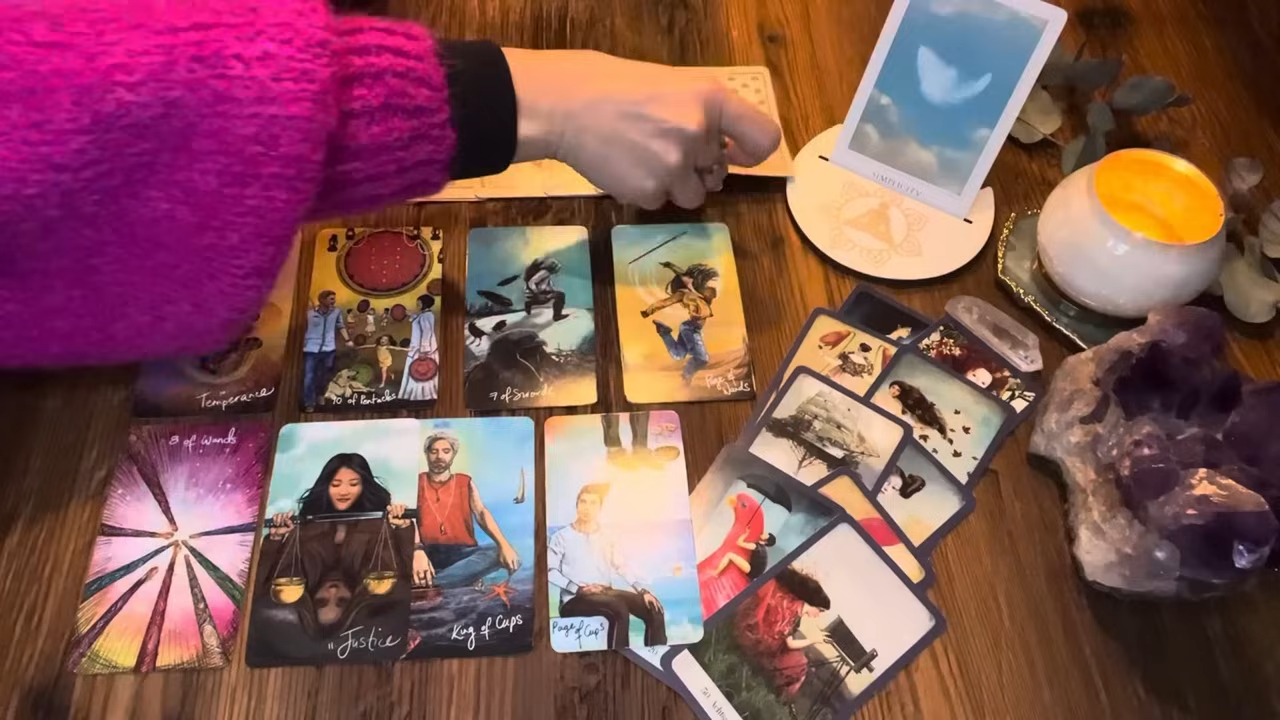 SIMPLICITY
Temperance
10 of Pentacles
7 of Swords
Page of Wands
8 of Wands
11 Justice
King of Cups
Page of Cups